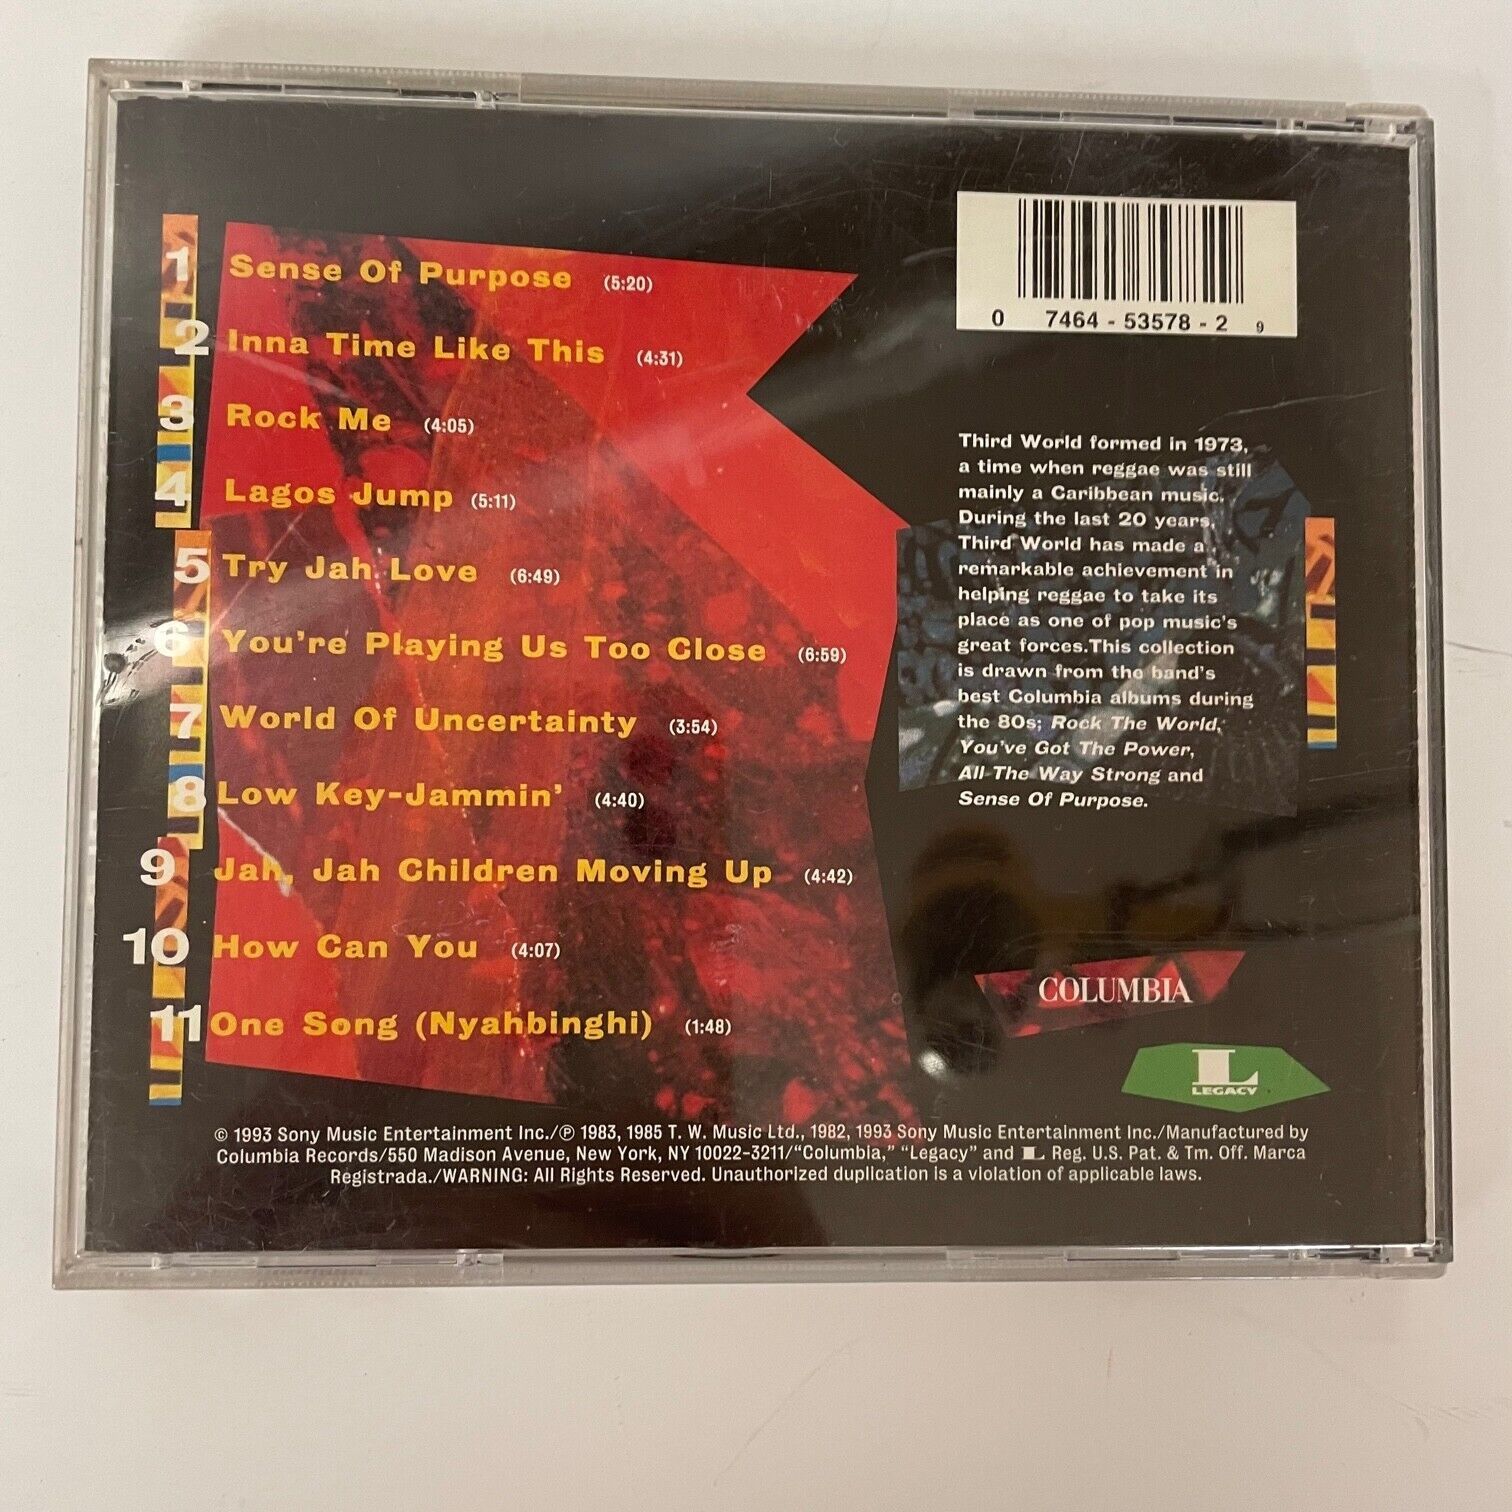 1 Sense Of Purpose (5:20)
2 Inna Time Like This (4:31)
3 Rock Me (4:05)
4 Lagos Jump (5:11)
5 Try Jah Love (6:49)
6 You're Playing Us Too Close (6:59)
7 World Of Uncertainty (3:54)
8 Low Key-Jammin' (4:40)
9 Jah, Jah Children Moving Up (4:42)
10 How Can You (4:07)
11 One Song (Nyahbinghi) (1:48)
0 7464 - 53578 - 2 9
Third World formed in 1973,
a time when reggae was still
mainly a Caribbean music.
During the last 20 years,
Third World has made a
remarkable achievement in
helping reggae to take its
place as one of pop music's
great forces.This collection
is drawn from the band's
best Columbia albums during
the 80s; Rock The World,
You've Got The Power,
All The Way Strong and
Sense Of Purpose.
COLUMBIA
L
LEGACY
© 1993 Sony Music Entertainment Inc./℗ 1983, 1985 T. W. Music Ltd., 1982, 1993 Sony Music Entertainment Inc./Manufactured by
Columbia Records/550 Madison Avenue, New York, NY 10022-3211/"Columbia," "Legacy" and L Reg. U.S. Pat. & Tm. Off. Marca
Registrada./WARNING: All Rights Reserved. Unauthorized duplication is a violation of applicable laws.